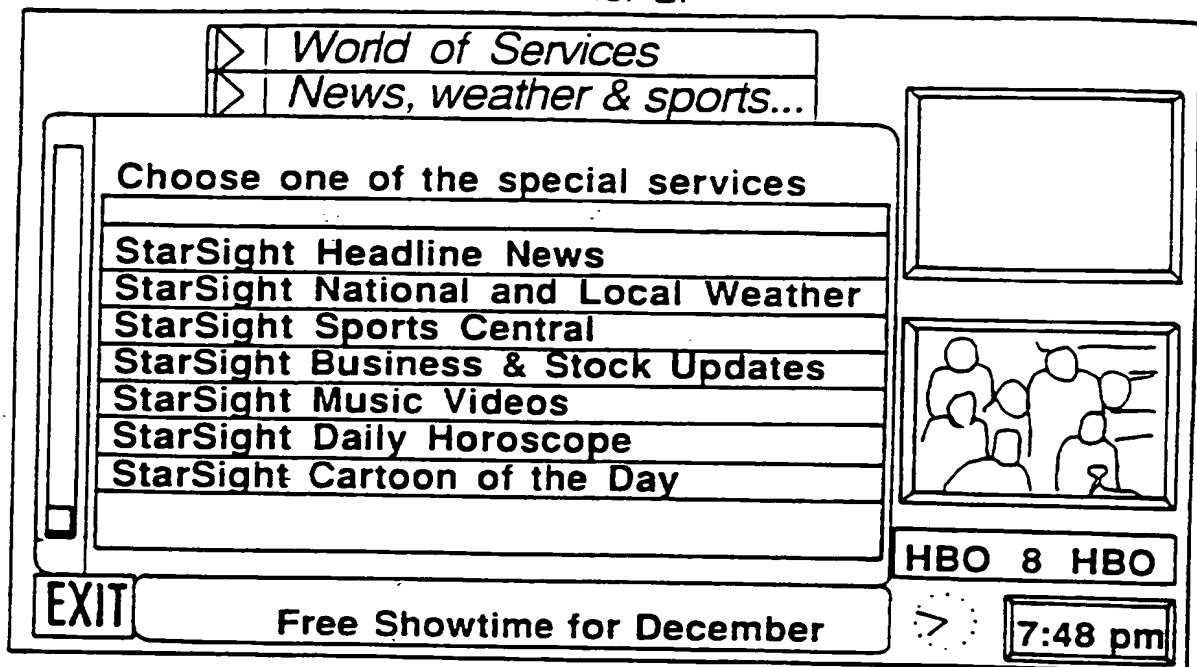 World of Services
News, weather & sports...
Choose one of the special services
StarSight Headline News
StarSight National and Local Weather
StarSight Sports Central
StarSight Business & Stock Updates
StarSight Music Videos
StarSight Daily Horoscope
StarSight Cartoon of the Day
HBO 8 HBO
EXIT
Free Showtime for December
7:48 pm